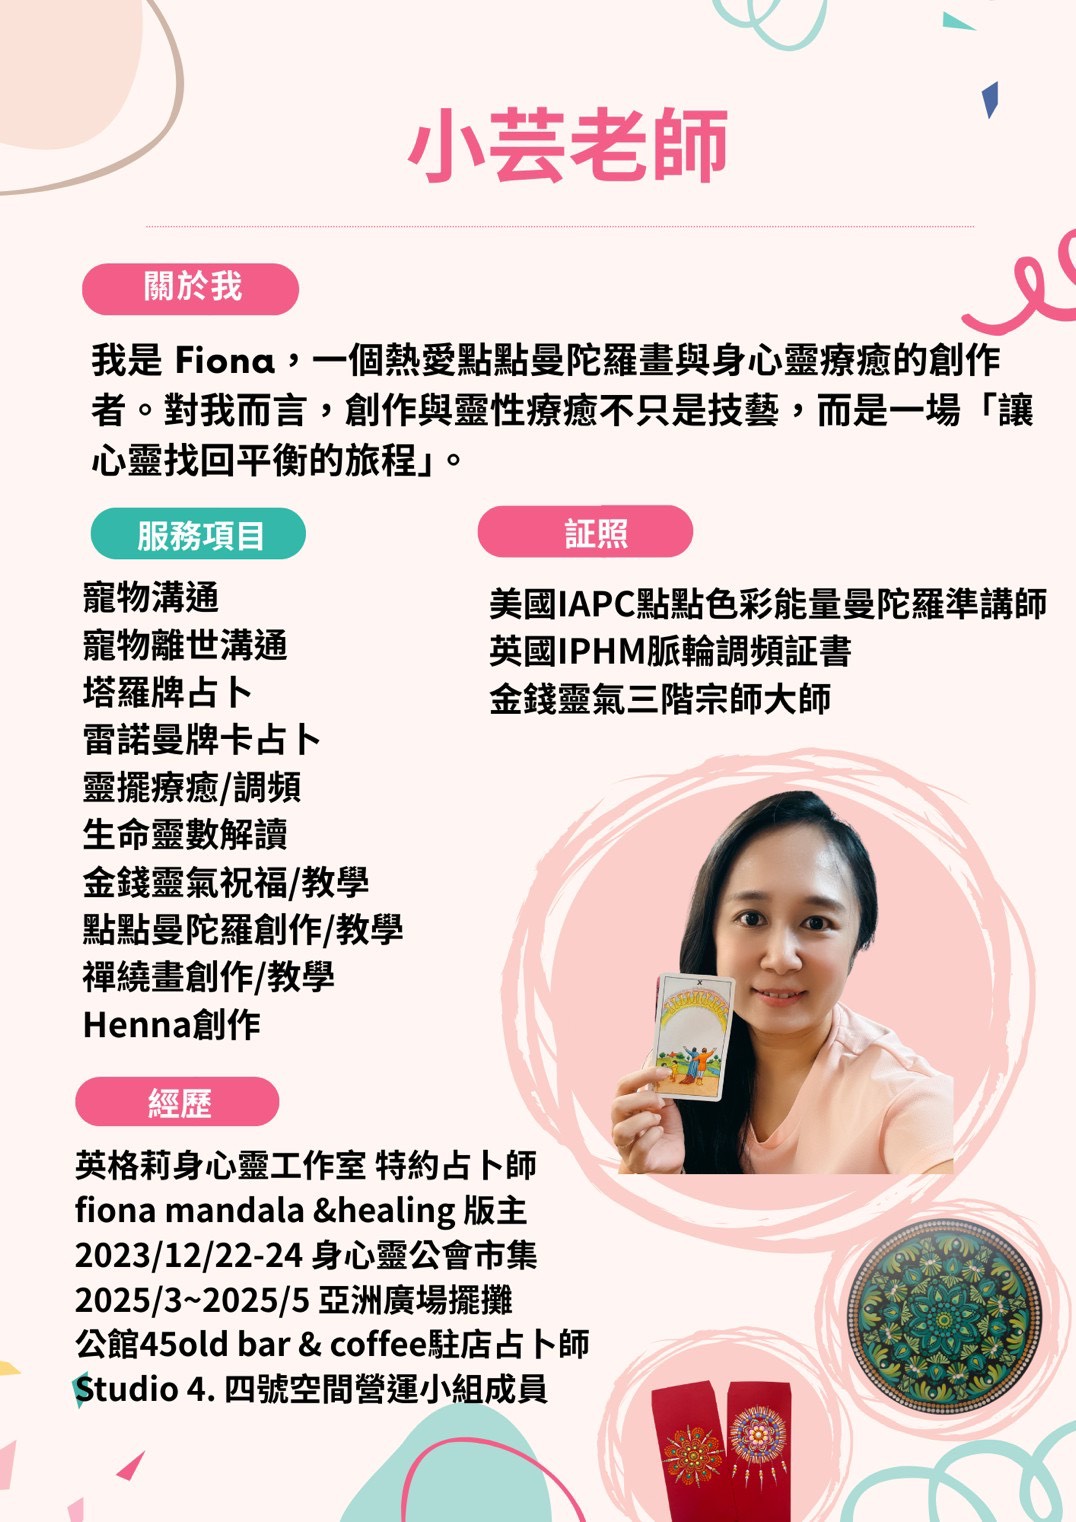 小芸老師
關於我
我是 Fiona，一個熱愛點點曼陀羅畫與身心靈療癒的創作
者。對我而言，創作與靈性療癒不只是技藝，而是一場「讓
心靈找回平衡的旅程」。
服務項目
寵物溝通
寵物離世溝通
塔羅牌占卜
雷諾曼牌卡占卜
靈擺療癒/調頻
生命靈數解讀
金錢靈氣祝福/教學
點點曼陀羅創作/教學
禪繞畫創作/教學
Henna創作
証照
美國IAPC點點色彩能量曼陀羅準講師
英國IPHM脈輪調頻証書
金錢靈氣三階宗師大師
X
經歷
英格莉身心靈工作室 特約占卜師
fiona mandala &healing 版主
2023/12/22-24 身心靈公會市集
2025/3~2025/5 亞洲廣場擺攤
公館45old bar & coffee駐店占卜師
Studio 4. 四號空間營運小組成員